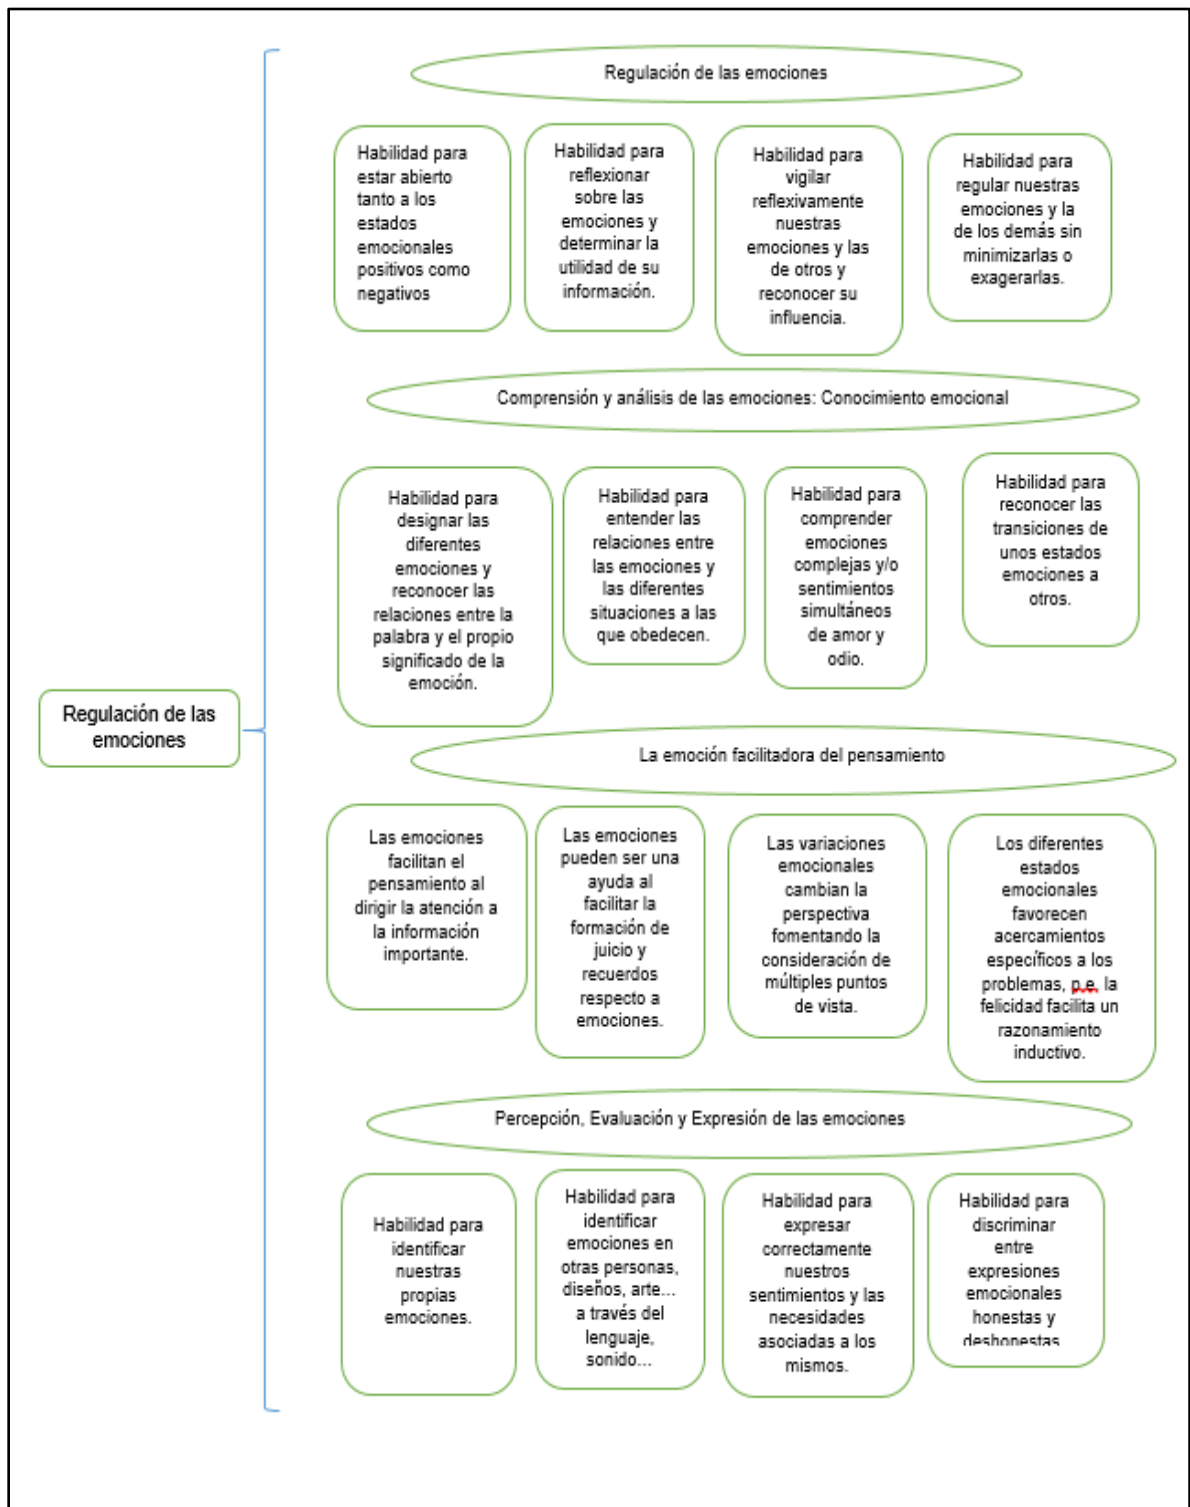 Regulación de las
emociones
Regulación de las emociones
Habilidad para
estar abierto
tanto a los
estados
emocionales
positivos como
negativos
Habilidad para
reflexionar
sobre las
emociones y
determinar la
utilidad de su
información.
Habilidad para
vigilar
reflexivamente
nuestras
emociones y las
de otros y
reconocer su
influencia.
Habilidad para
regular nuestras
emociones y la
de los demás sin
minimizarlas o
exagerarlas.
Comprensión y análisis de las emociones: Conocimiento emocional
Habilidad para
designar las
diferentes
emociones y
reconocer las
relaciones entre la
palabra y el propio
significado de la
emoción.
Habilidad para
entender las
relaciones entre
las emociones y
las diferentes
situaciones a las
que obedecen.
Habilidad para
comprender
emociones
complejas y/o
sentimientos
simultáneos
de amor y
odio.
Habilidad para
reconocer las
transiciones de
unos estados
emociones a
otros.
La emoción facilitadora del pensamiento
Las emociones
facilitan el
pensamiento al
dirigir la atención a
la información
importante.
Las emociones
pueden ser una
ayuda al
facilitar la
formación de
juicio y
recuerdos
respecto a
emociones.
Las variaciones
emocionales
cambian la
perspectiva
fomentando la
consideración de
múltiples puntos
de vista.
Los diferentes
estados
emocionales
favorecen
acercamientos
específicos a los
problemas, p.e. la
felicidad facilita un
razonamiento
inductivo.
Percepción, Evaluación y Expresión de las emociones
Habilidad para
identificar
nuestras
propias
emociones.
Habilidad para
identificar
emociones en
otras personas,
diseños, arte...
a través del
lenguaje,
sonido...
Habilidad para
expresar
correctamente
nuestros
sentimientos y las
necesidades
asociadas a los
mismos.
Habilidad para
discriminar
entre
expresiones
emocionales
honestas y
deshonestas